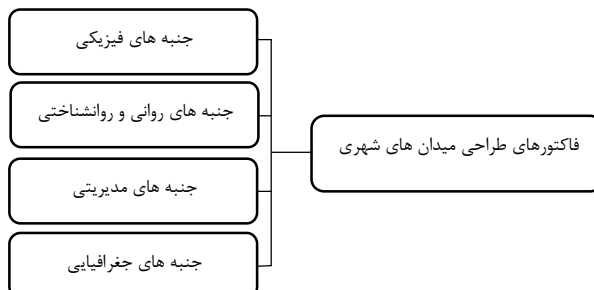 فاکتورهای طراحی میدان های شهری
جنبه های فیزیکی
جنبه های روانی و روانشناختی
جنبه های مدیریتی
جنبه های جغرافیایی